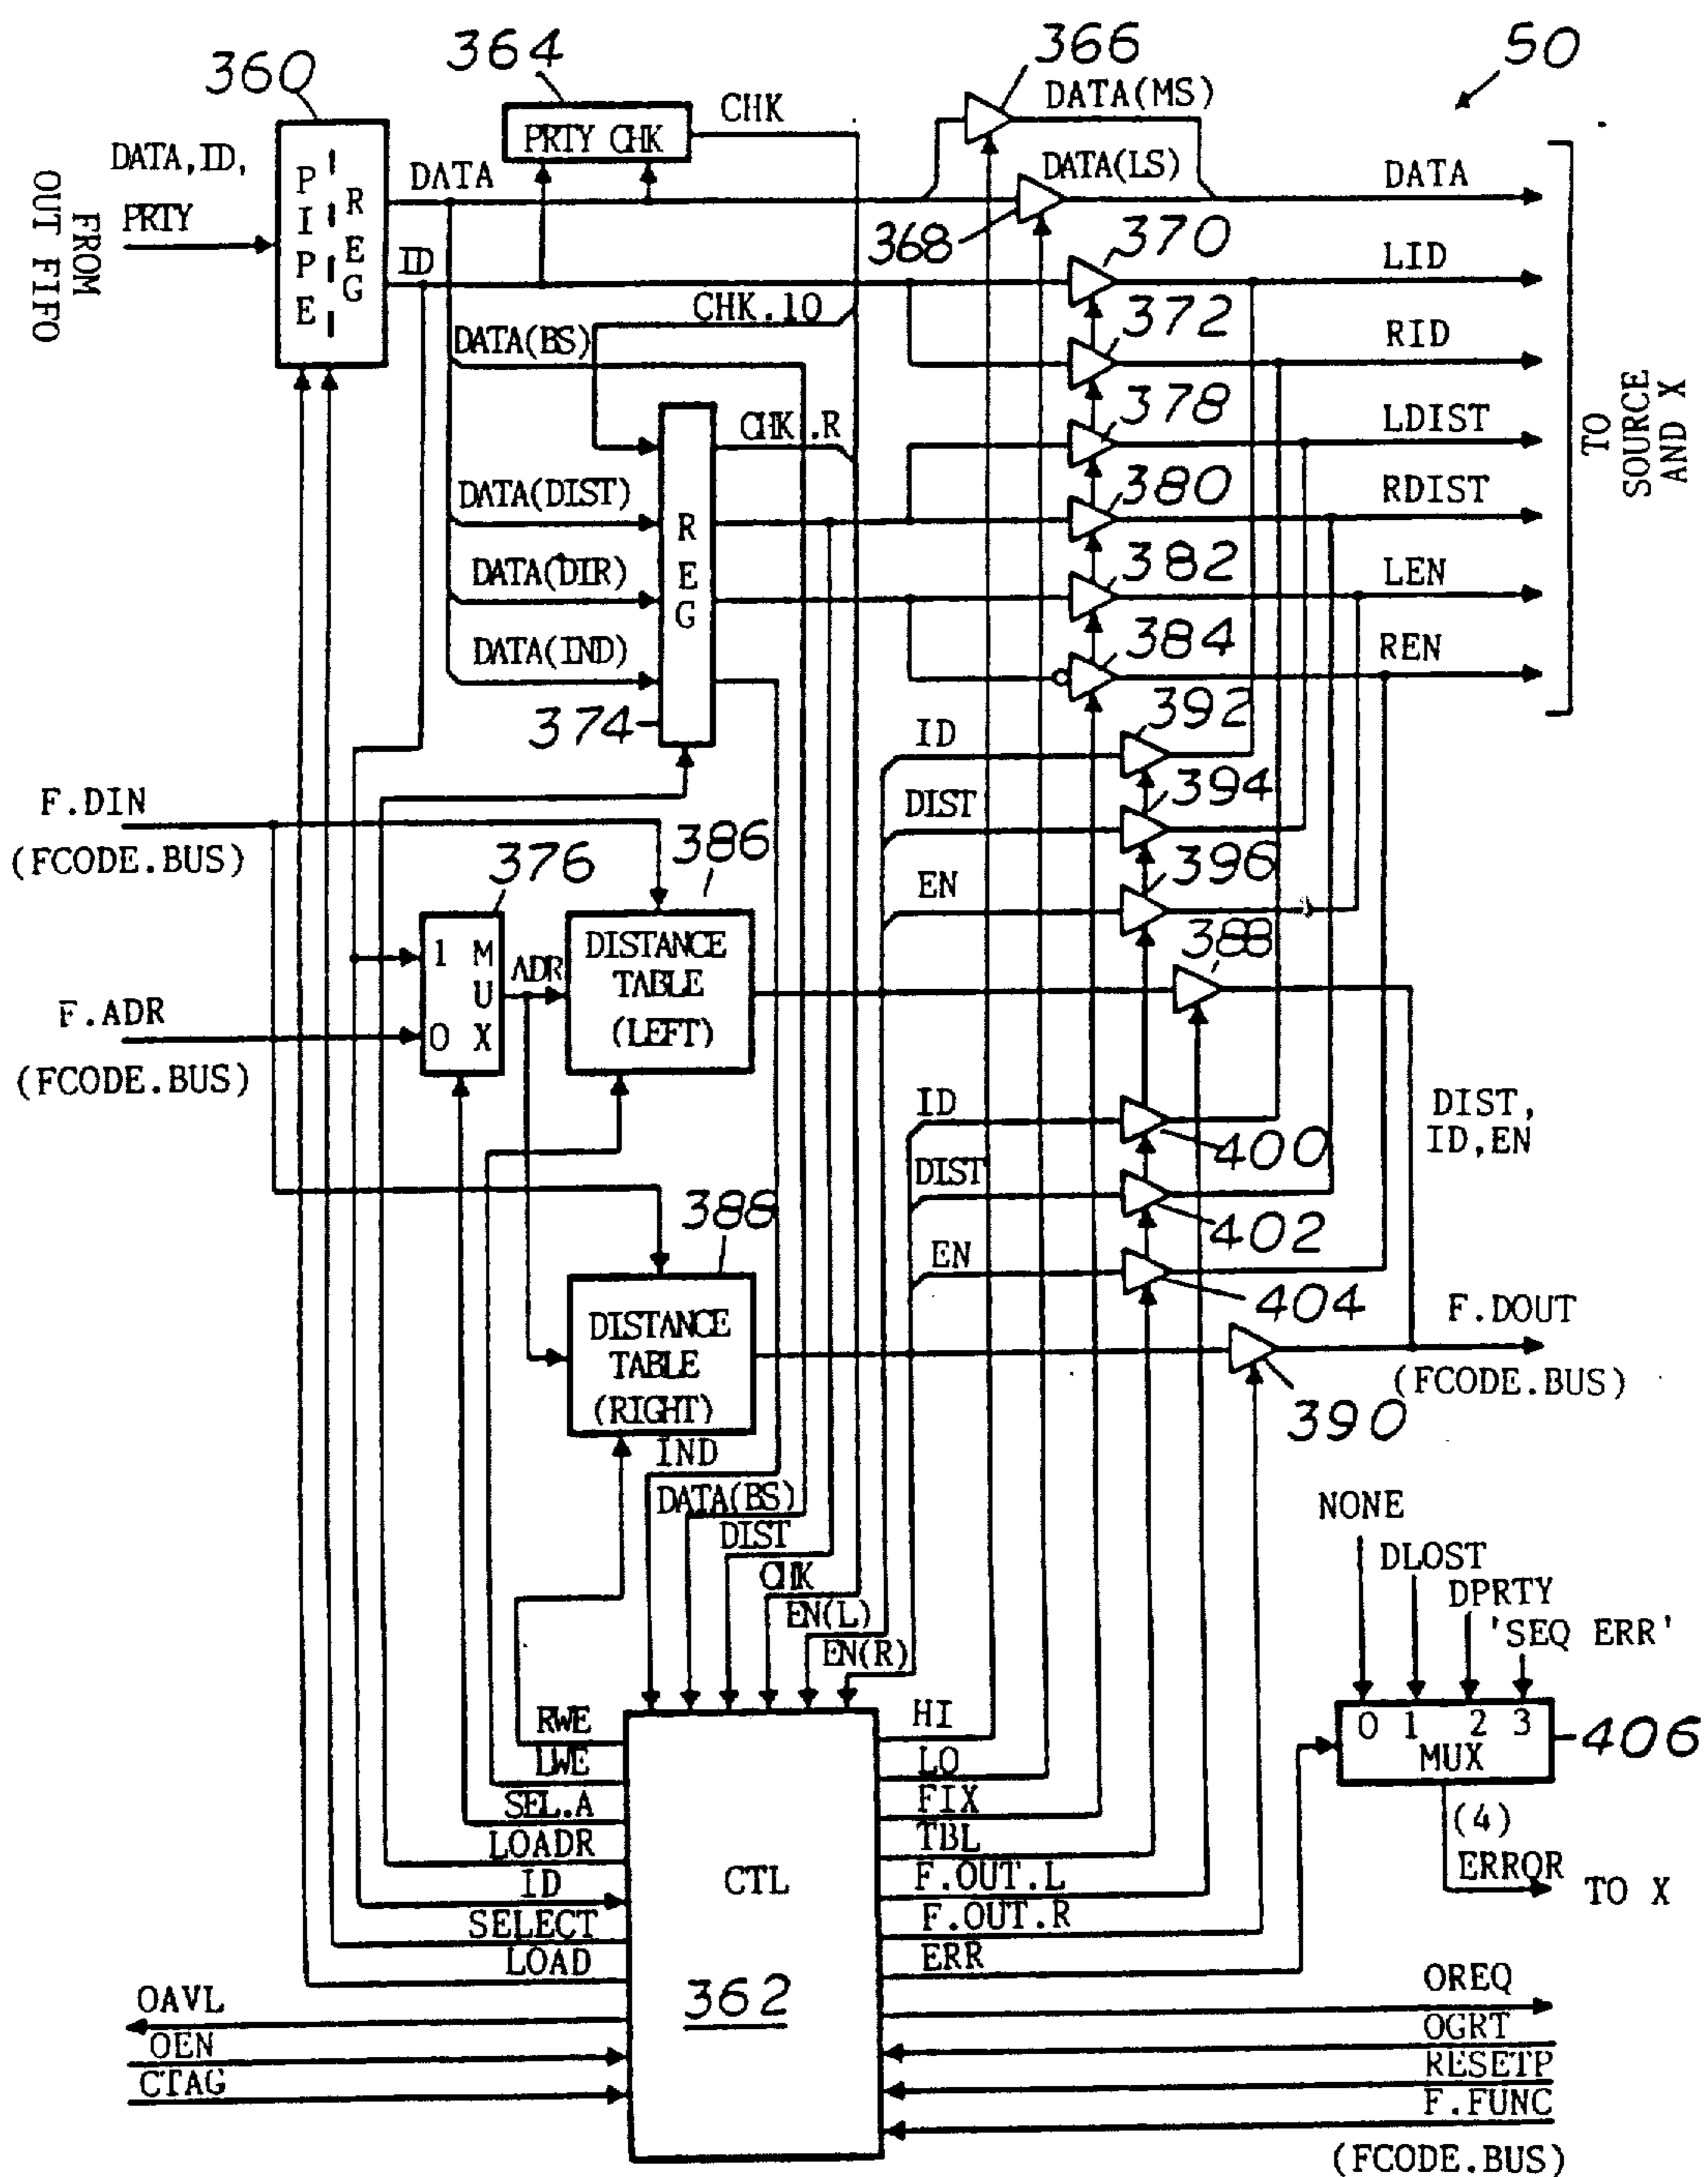 360
364
366
50
DATA,ID,
PRTY
FROM
OUT FIFO
PIPE
REG
DATA
ID
PRTY CHK
CHK
DATA(MS)
DATA(LS)
368
DATA
370
LID
372
RID
CHK.10
DATA(BS)
378
LDIST
CHK.R
DATA(DIST)
380
RDIST
REG
DATA(DIR)
382
LEN
DATA(IND)
384
REN
374
TO
SOURCE
AND X
ID
392
F.DIN
(FCODE.BUS)
DIST
394
376
386
EN
396
388
1 MUX 0
ADR
DISTANCE
TABLE
(LEFT)
F.ADR
(FCODE.BUS)
ID
400
DIST,
ID,EN
DIST
402
388
EN
404
DISTANCE
TABLE
(RIGHT)
F.DOUT
(FCODE.BUS)
390
IND
DATA(BS)
DIST
CHK
EN(L)
EN(R)
NONE
DLOST
DPRTY
'SEQ ERR'
0 1 2 3
MUX
406
(4)
ERROR
TO X
RWE
LWE
SEL.A
LOADR
ID
SELECT
LOAD
OAVL
OEN
CTAG
CTL
362
HI
LO
FIX
TBL
F.OUT.L
F.OUT.R
ERR
OREQ
OGRT
RESETP
F.FUNC
(FCODE.BUS)